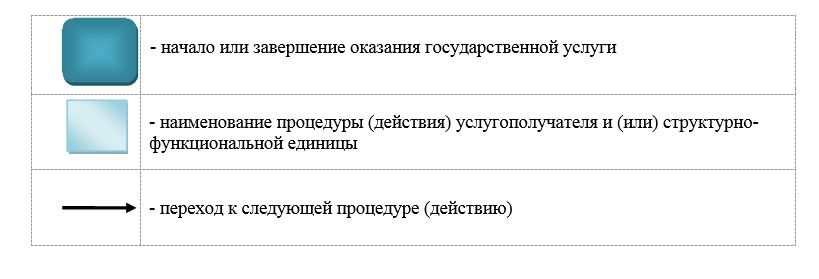 - начало или завершение оказания государственной услуги
- наименование процедуры (действия) услугополучателя и (или) структурно-
функциональной единицы
- переход к следующей процедуре (действию)